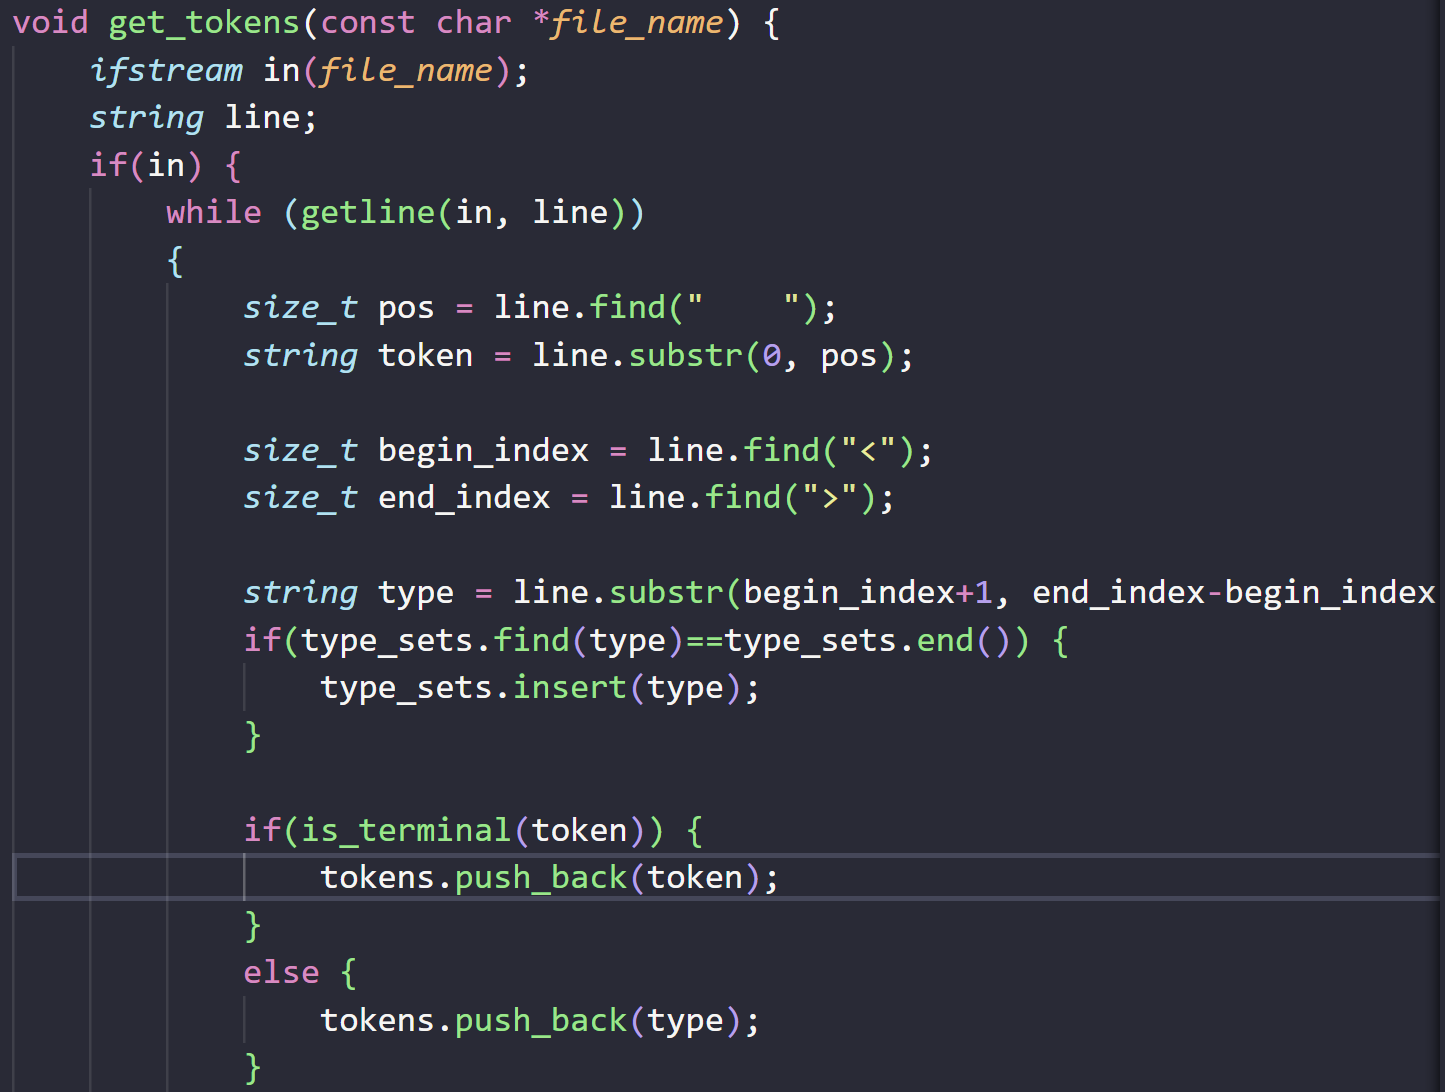 void get_tokens(const char *file_name) {
    ifstream in(file_name);
    string line;
    if(in) {
        while (getline(in, line))
        {
            size_t pos = line.find("    ");
            string token = line.substr(0, pos);

            size_t begin_index = line.find("<");
            size_t end_index = line.find(">");

            string type = line.substr(begin_index+1, end_index-begin_index
            if(type_sets.find(type)==type_sets.end()) {
                type_sets.insert(type);
            }

            if(is_terminal(token)) {
                tokens.push_back(token);
            }
            else {
                tokens.push_back(type);
            }